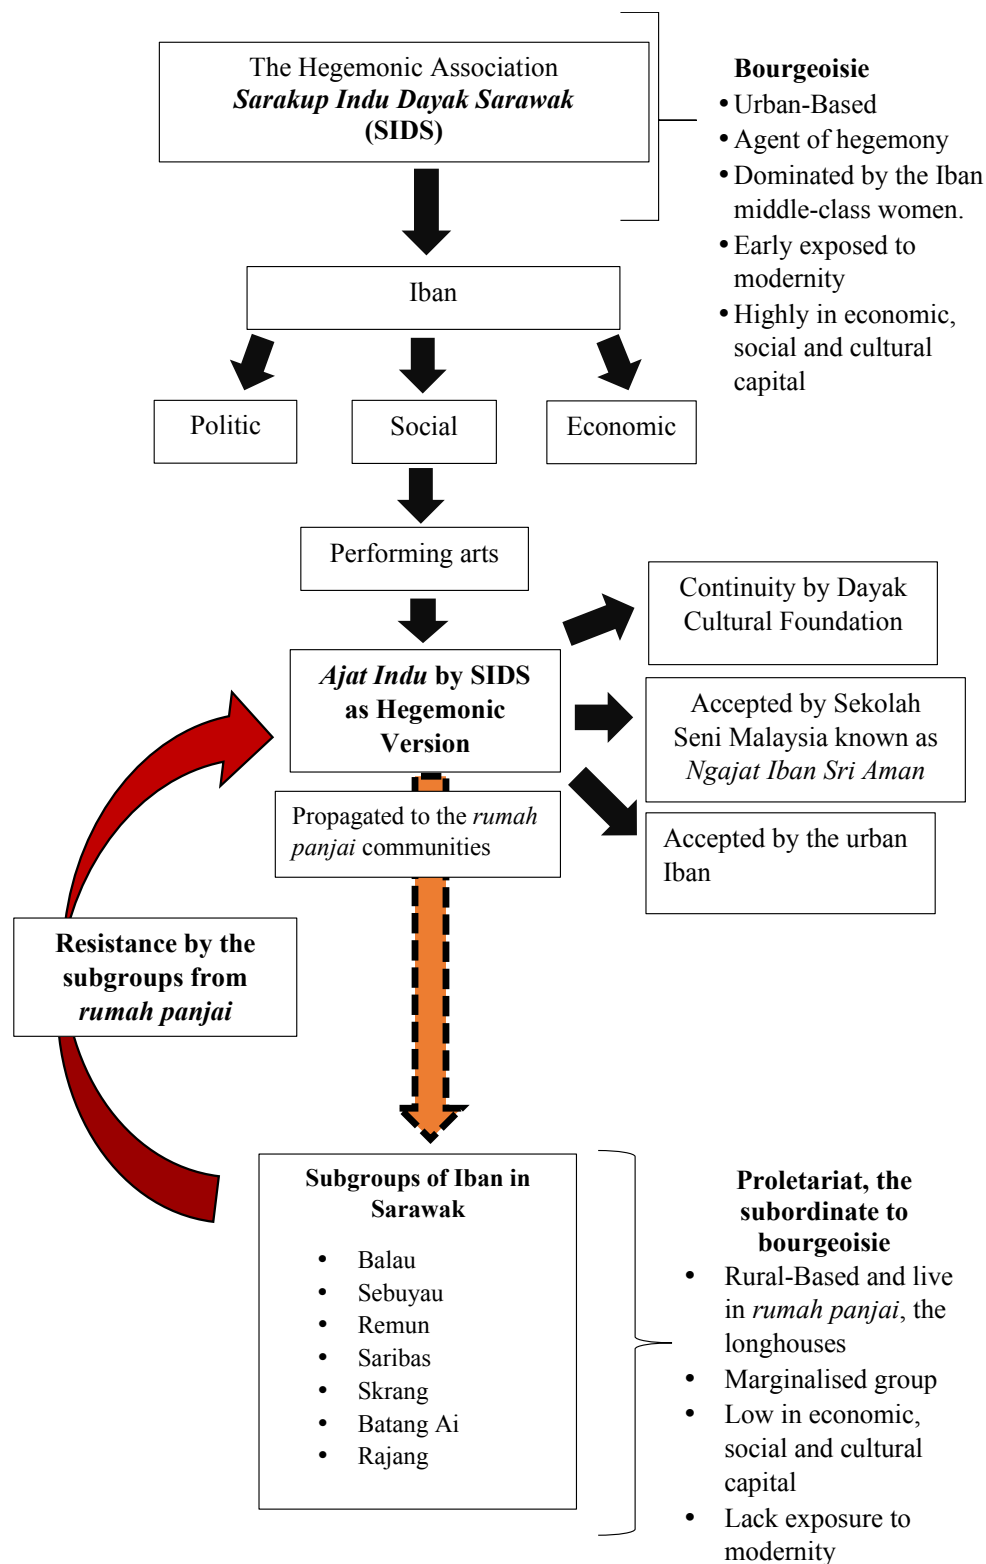 The Hegemonic Association
Sarakup Indu Dayak Sarawak
(SIDS)
Bourgeoisie
• Urban-Based
• Agent of hegemony
• Dominated by the Iban
middle-class women.
• Early exposed to
modernity
• Highly in economic,
social and cultural
capital
Iban
Politic
Social
Economic
Performing arts
Ajat Indu by SIDS
as Hegemonic
Version
Continuity by Dayak
Cultural Foundation
Accepted by Sekolah
Seni Malaysia known as
Ngajat Iban Sri Aman
Accepted by the urban
Iban
Propagated to the rumah
panjai communities
Resistance by the
subgroups from
rumah panjai
Subgroups of Iban in
Sarawak
• Balau
• Sebuyau
• Remun
• Saribas
• Skrang
• Batang Ai
• Rajang
Proletariat, the
subordinate to
bourgeoisie
• Rural-Based and live
in rumah panjai, the
longhouses
• Marginalised group
• Low in economic,
social and cultural
capital
• Lack exposure to
modernity